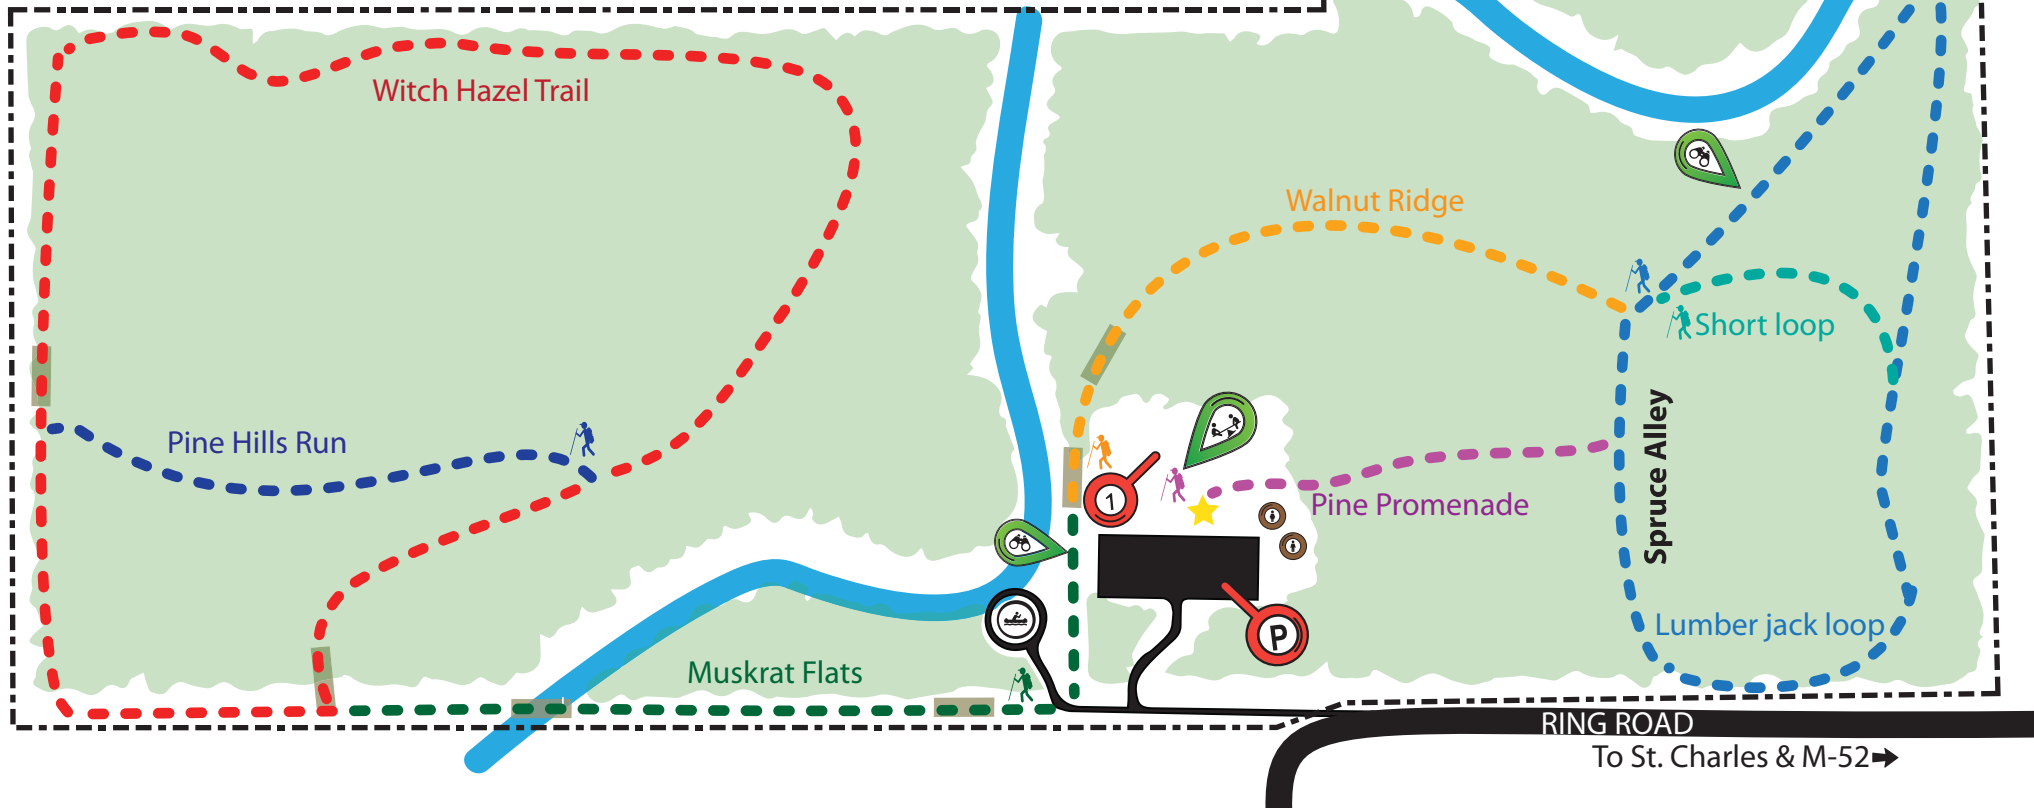 Witch Hazel Trail
Walnut Ridge
Short loop
Pine Hills Run
Spruce Alley
1
Pine Promenade
P
Lumber jack loop
Muskrat Flats
RING ROAD
To St. Charles & M-52